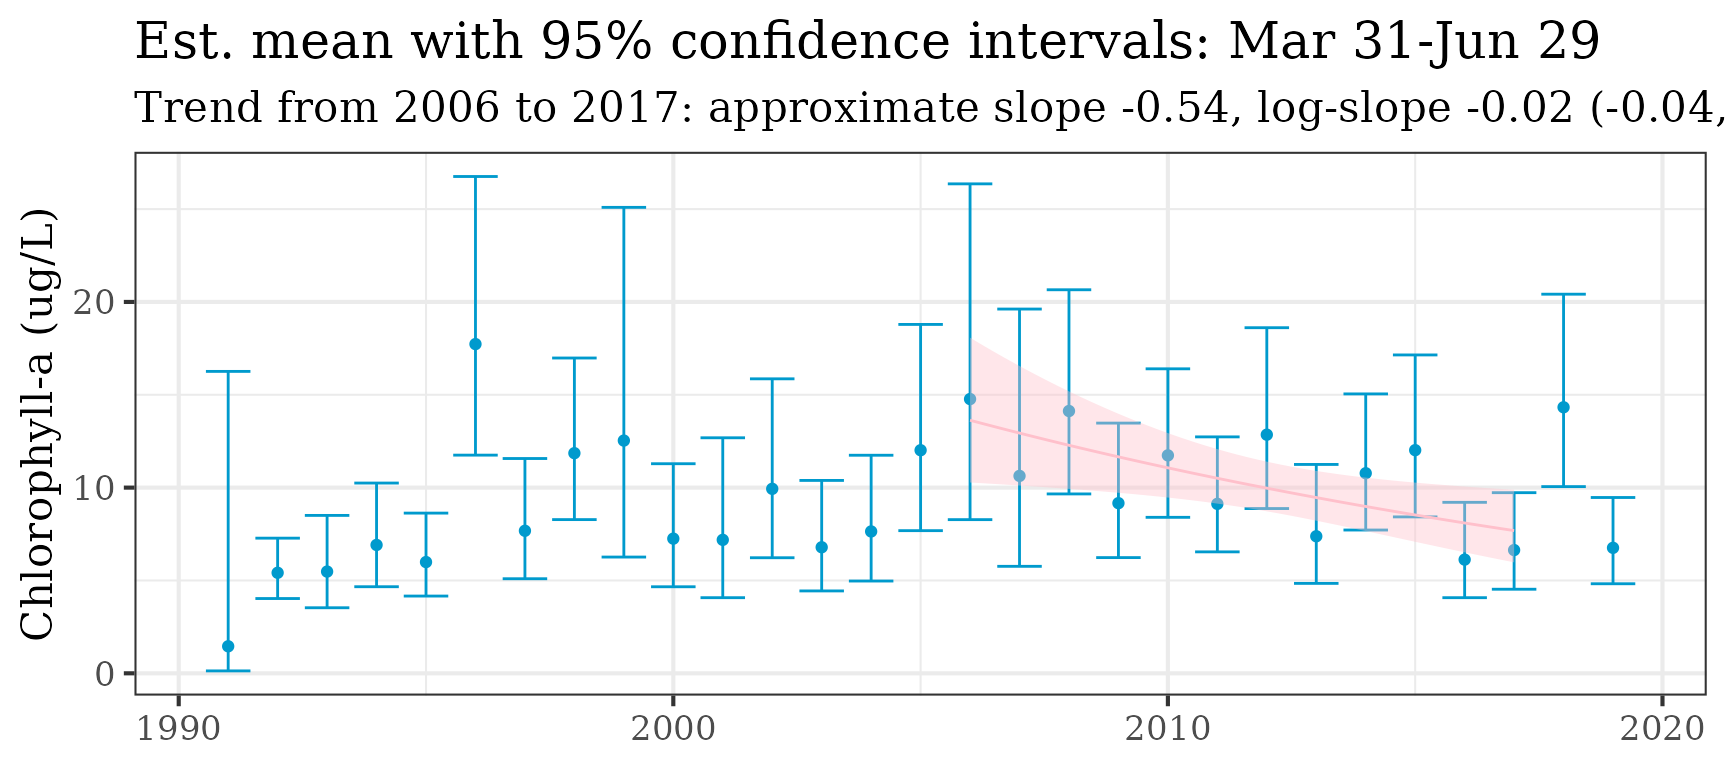 Est. mean with 95% confidence intervals: Mar 31-Jun 29
Trend from 2006 to 2017: approximate slope -0.54, log-slope -0.02 (-0.04,
Chlorophyll-a (ug/L)
20
10
0
1990
2000
2010
2020